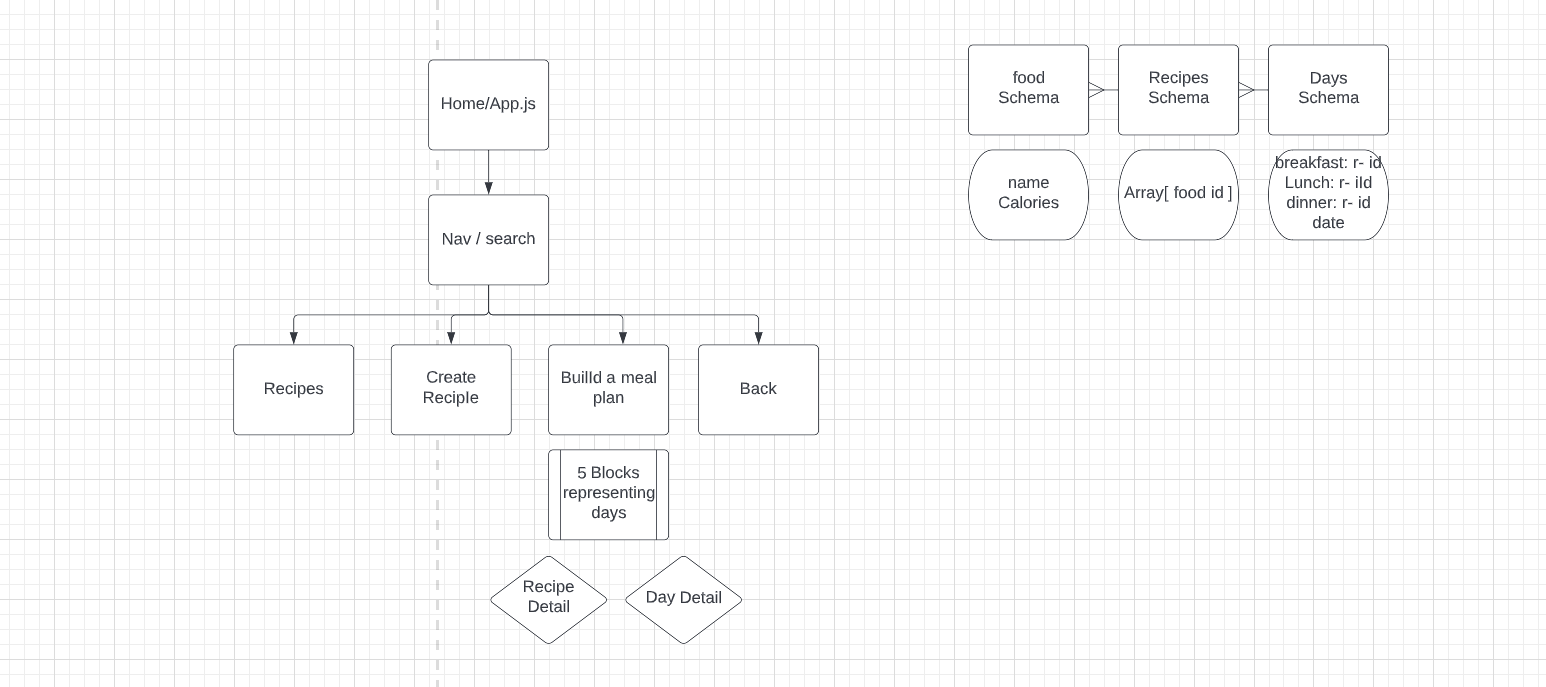 Home/App.js
Nav / search
Recipes
Create
Reciple
Builld a meal
plan
Back
5 Blocks
representing
days
Recipe
Detail
Day Detail
food
Schema
Recipes
Schema
Days
Schema
name
Calories
Array[ food id ]
breakfast: r- id
Lunch: r- iId
dinner: r- id
date